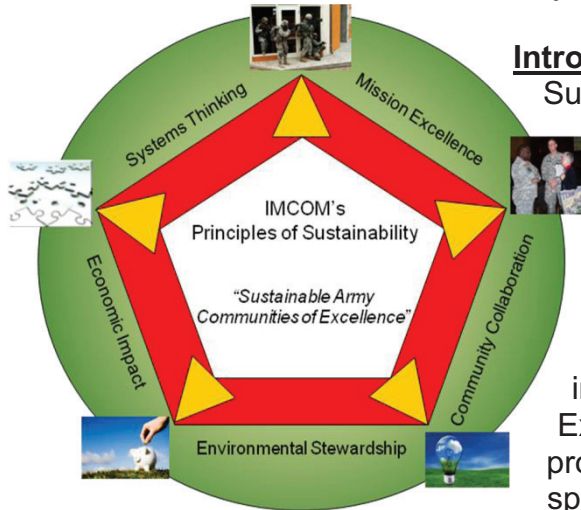 Intro
Su
Systems Thinking
Mission Excellence
IMCOM's
Principles of Sustainability
"Sustainable Army
Communities of Excellence"
Economic Impact
Community Collaboration
Environmental Stewardship
in
Ex
pro
sp